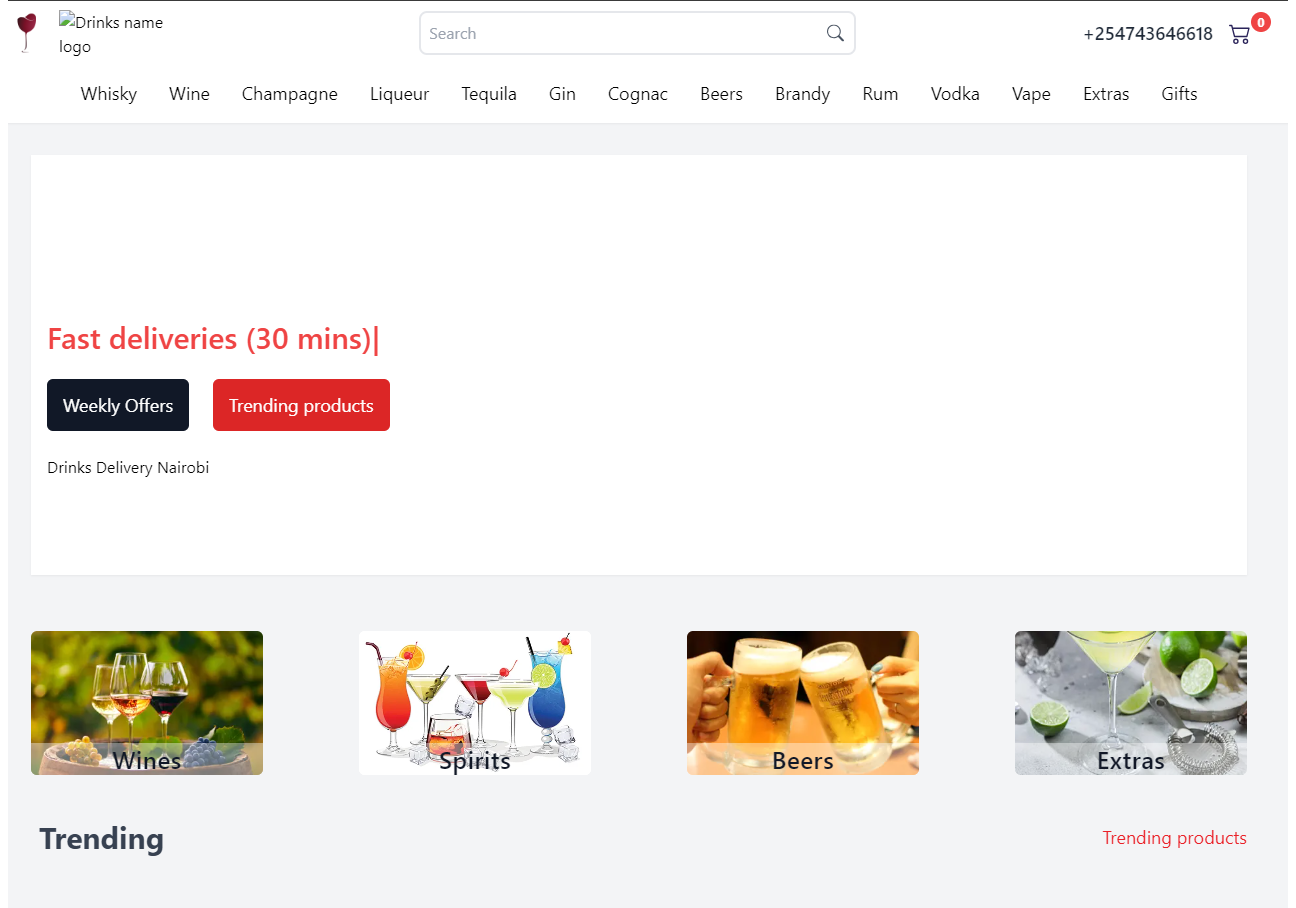 Drinks name
logo
Search
+254743646618
0
Whisky Wine Champagne Liqueur Tequila Gin Cognac Beers Brandy Rum Vodka Vape Extras Gifts
Fast deliveries (30 mins)|
Weekly Offers
Trending products
Drinks Delivery Nairobi
Wines
Spirits
Beers
Extras
Trending
Trending products